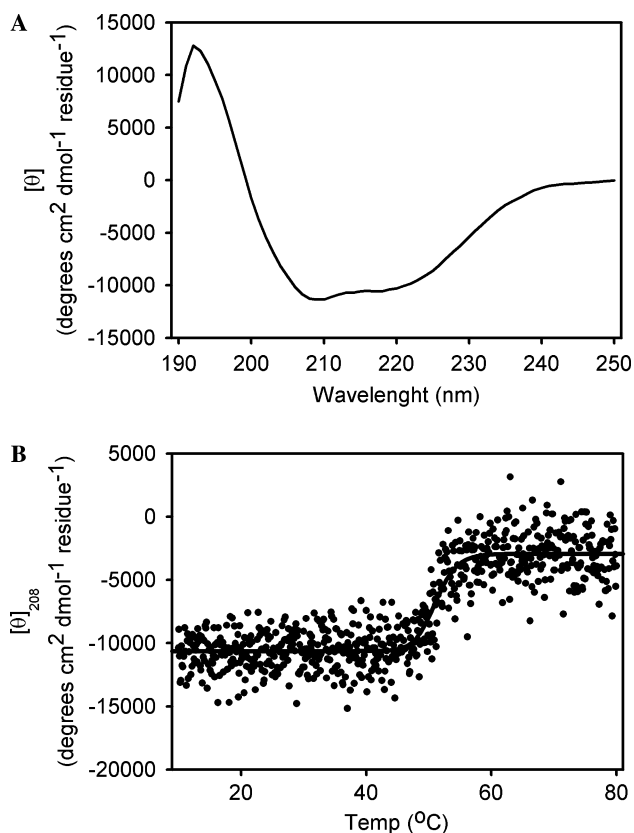 A
15000
10000
5000
0
-5000
-10000
-15000
[θ]
(degrees cm2 dmol-1 residue-1)
190 200 210 220 230 240 250
Wavelenght (nm)
B
5000
0
-5000
-10000
-15000
-20000
[θ]208
(degrees cm2 dmol-1 residue-1)
20 40 60 80
Temp (oC)